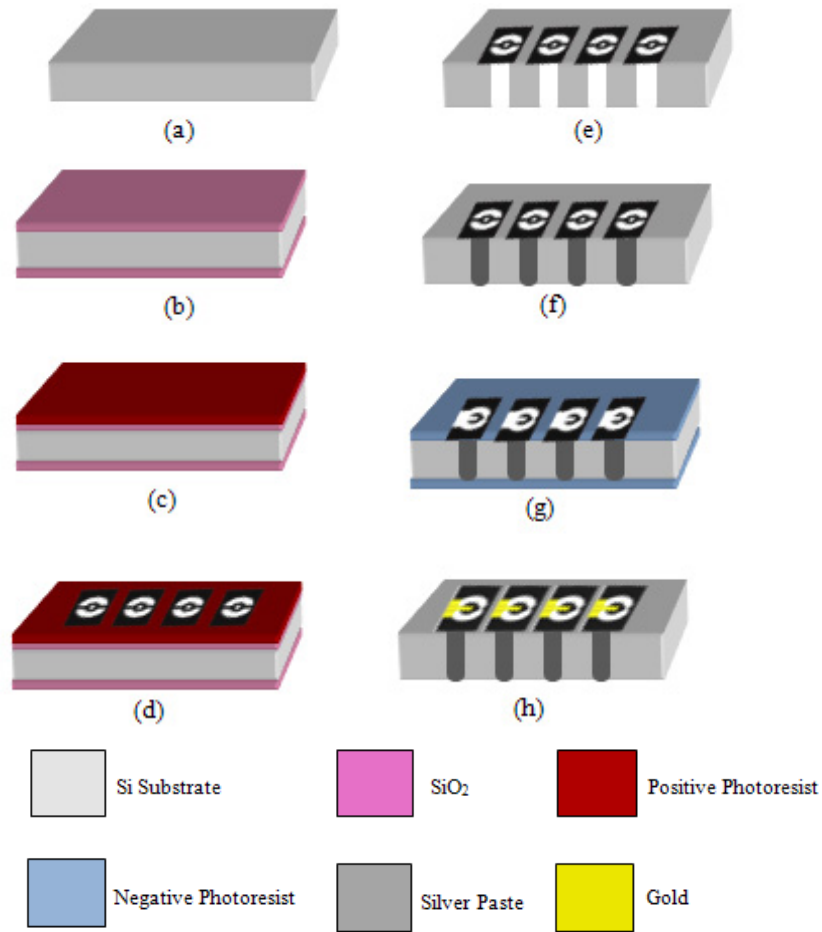 (a)
(e)
(b)
(f)
(c)
(g)
(d)
(h)
Si Substrate
SiO₂
Positive Photoresist
Negative Photoresist
Silver Paste
Gold